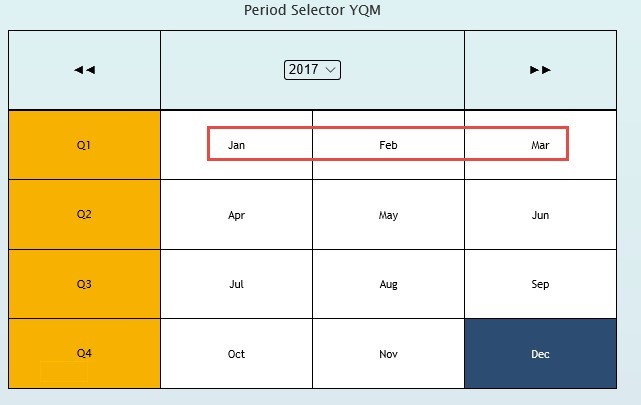 Period Selector YQM
◄◄ 2017 ►►
Q1 Jan Feb Mar
Q2 Apr May Jun
Q3 Jul Aug Sep
Q4 Oct Nov Dec